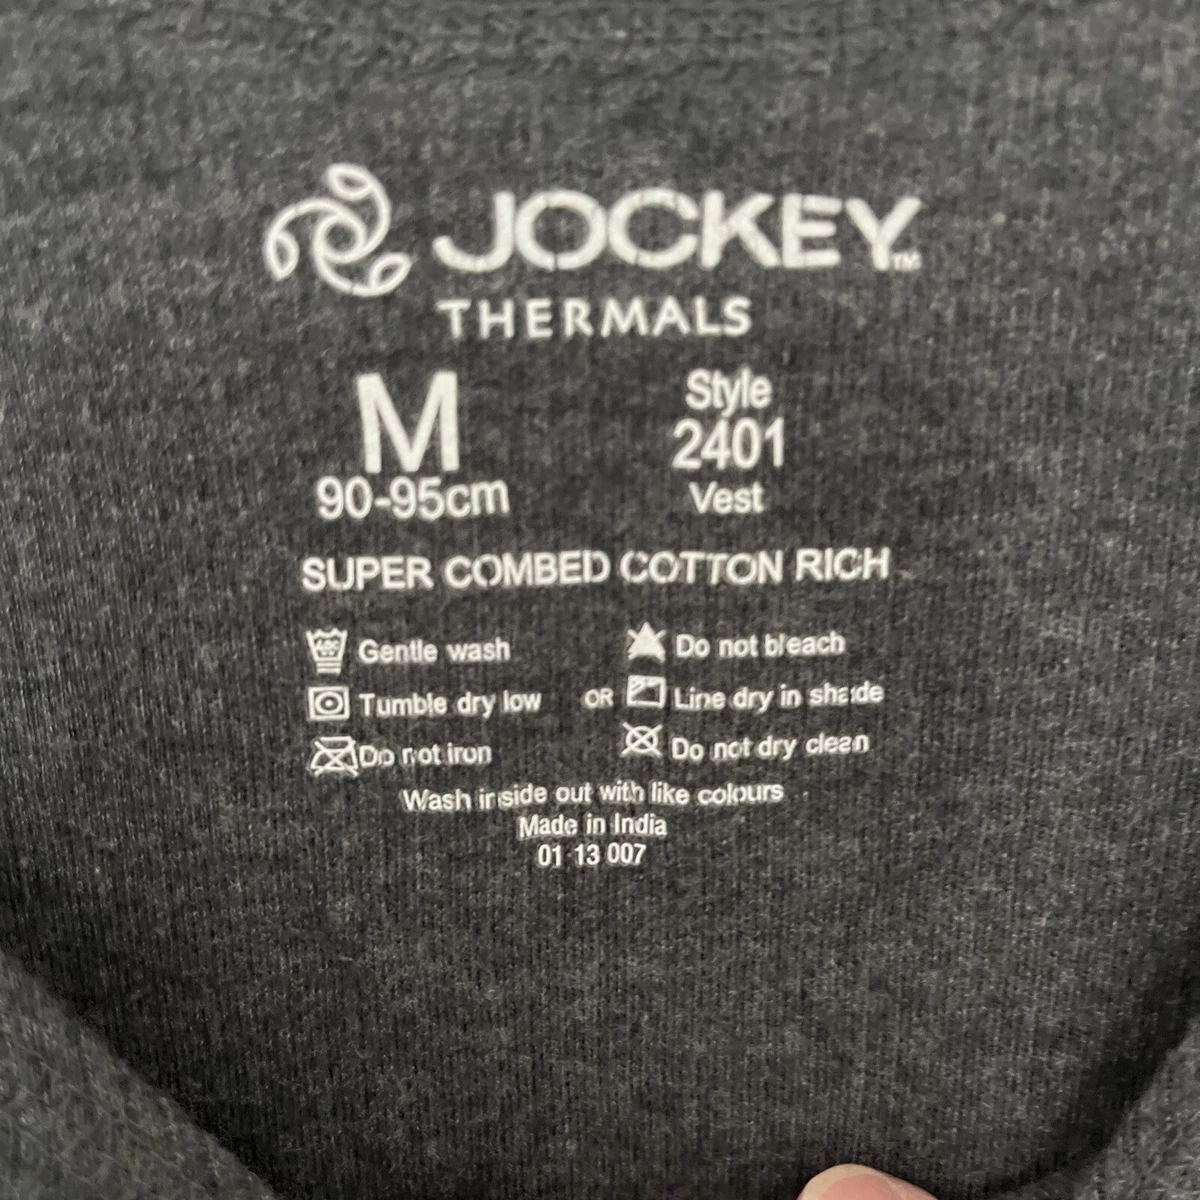 JOCKEY™
THERMALS
M
90-95cm
Style
2401
Vest
SUPER COMBED COTTON RICH
Gentle wash
Do not bleach
Tumble dry low OR Line dry in shade
Do not iron
Do not dry clean
Wash inside out with like colours
Made in India
01 13 007